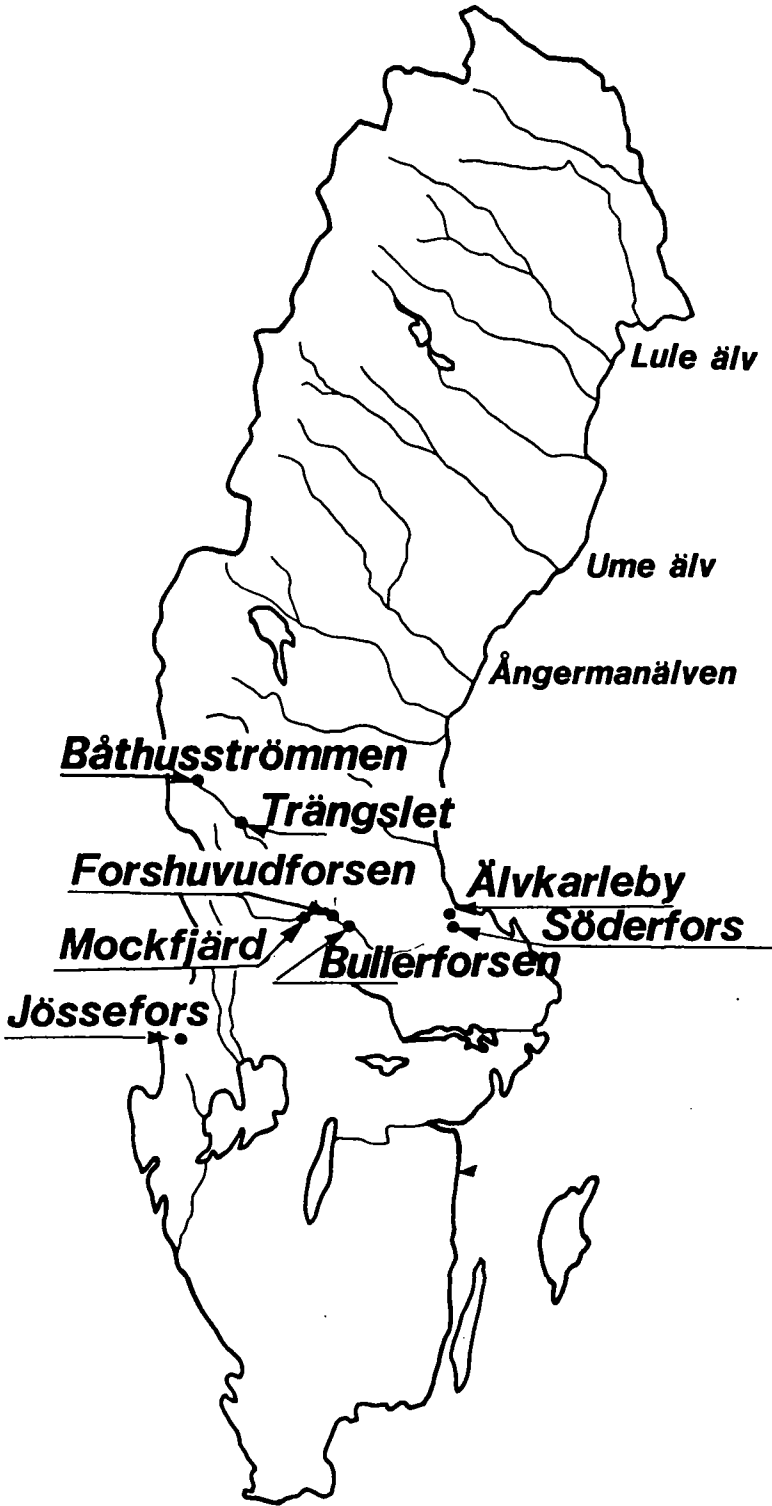 Lule älv
Ume älv
Ångermanälven
Båthusströmmen
Trängslet
Forshuvudforsen
Älvkarleby
Söderfors
Mockfjärd
Bullerforsen
Jössefors